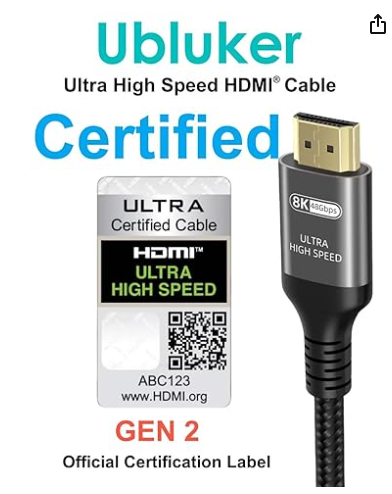 Ubluker
Ultra High Speed HDMI® Cable
Certified
ULTRA
Certified Cable
HDMI™
ULTRA
HIGH SPEED
ABC123
www.HDMI.org
GEN 2
Official Certification Label
8K 48Gbps
ULTRA
HIGH SPEED